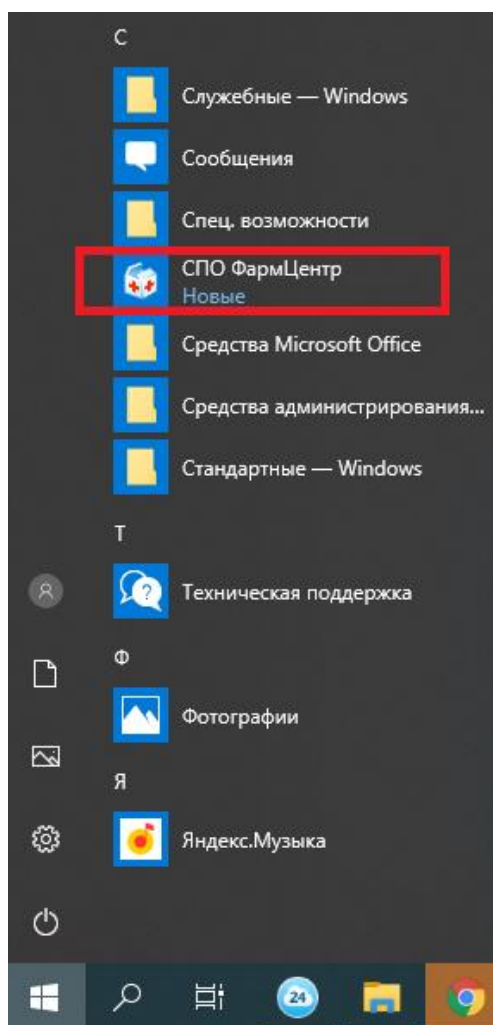 С
Служебные — Windows
Сообщения
Спец. возможности
СПО ФармЦентр
Новые
Средства Microsoft Office
Средства администрирования...
Стандартные — Windows
Т
Техническая поддержка
Ф
Фотографии
Я
Яндекс.Музыка
24